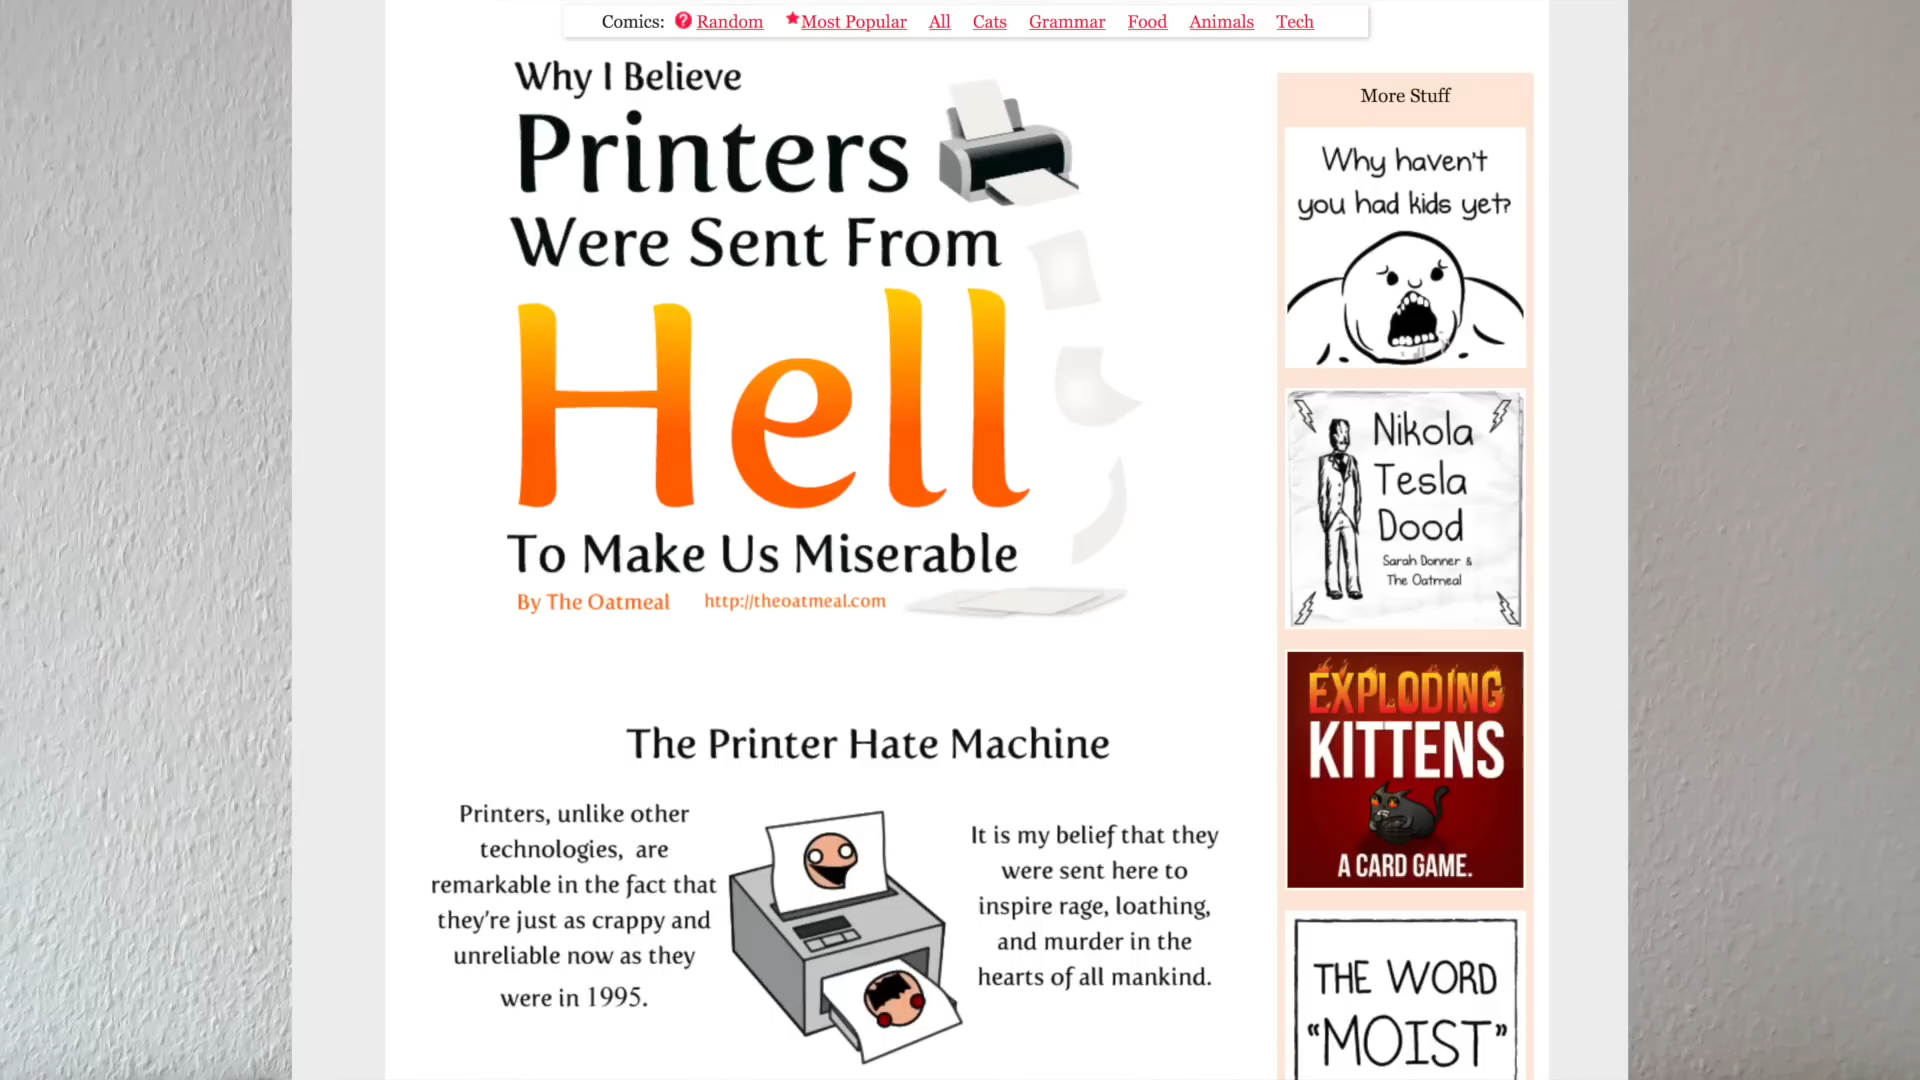 Comics: Random Most Popular All Cats Grammar Food Animals Tech
Why I Believe
Printers
Were Sent From
Hell
To Make Us Miserable
By The Oatmeal http://theoatmeal.com
The Printer Hate Machine
Printers, unlike other
technologies, are
remarkable in the fact that
they're just as crappy and
unreliable now as they
were in 1995.
It is my belief that they
were sent here to
inspire rage, loathing,
and murder in the
hearts of all mankind.
More Stuff
Why haven't
you had kids yet?
Nikola
Tesla
Dood
Sarah Donner &
The Oatmeal
EXPLODING
KITTENS
A CARD GAME.
THE WORD
"MOIST"